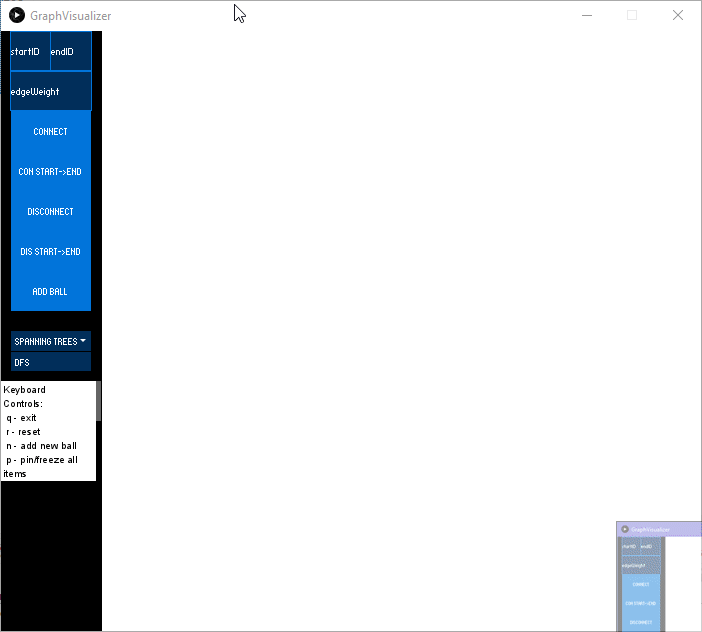 GraphVisualizer
startID endID
edgeWeight
CONNECT
CON START->END
DISCONNECT
DIS START->END
ADD BALL
SPANNING TREES
DFS
Keyboard
Controls:
q - exit
r - reset
n - add new ball
p - pin/freeze all
items
GraphVisualizer
startID endID
edgeWeight
CONNECT
CON START->END
DISCONNECT